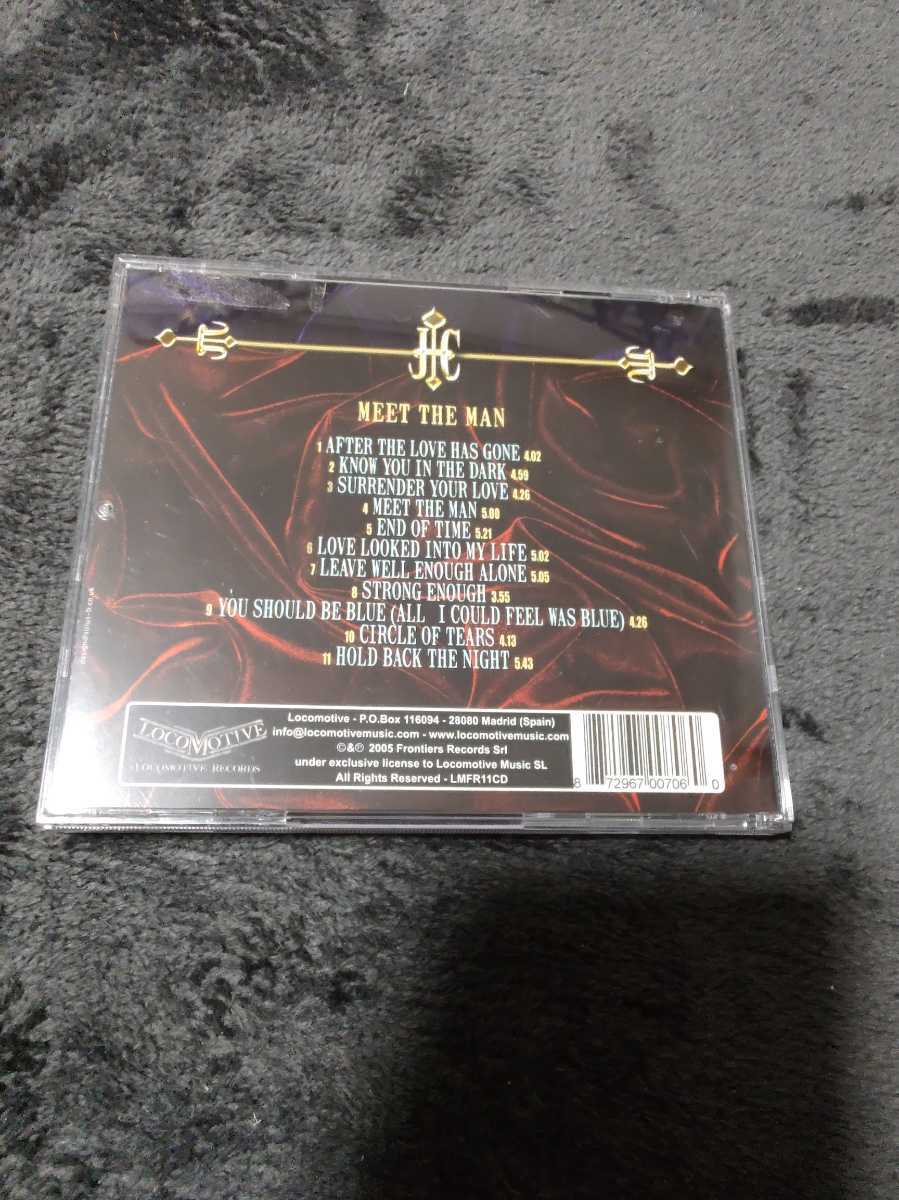 JHC
MEET THE MAN
1 AFTER THE LOVE HAS GONE 4.02
2 KNOW YOU IN THE DARK 4.59
3 SURRENDER YOUR LOVE 4.26
4 MEET THE MAN 5.00
5 END OF TIME 5.21
6 LOVE LOOKED INTO MY LIFE 5.02
7 LEAVE WELL ENOUGH ALONE 5.05
8 STRONG ENOUGH 3.55
9 YOU SHOULD BE BLUE (ALL I COULD FEEL WAS BLUE) 4.26
10 CIRCLE OF TEARS 4.13
11 HOLD BACK THE NIGHT 5.43
LOCOMOTIVE
LOCOMOTIVE RECORDS
Locomotive - P.O.Box 116094 - 28080 Madrid (Spain)
info@locomotivemusic.com - www.locomotivemusic.com
©&℗ 2005 Frontiers Records Srl
under exclusive license to Locomotive Music SL
All Rights Reserved - LMFR11CD
8 72967 00706 0